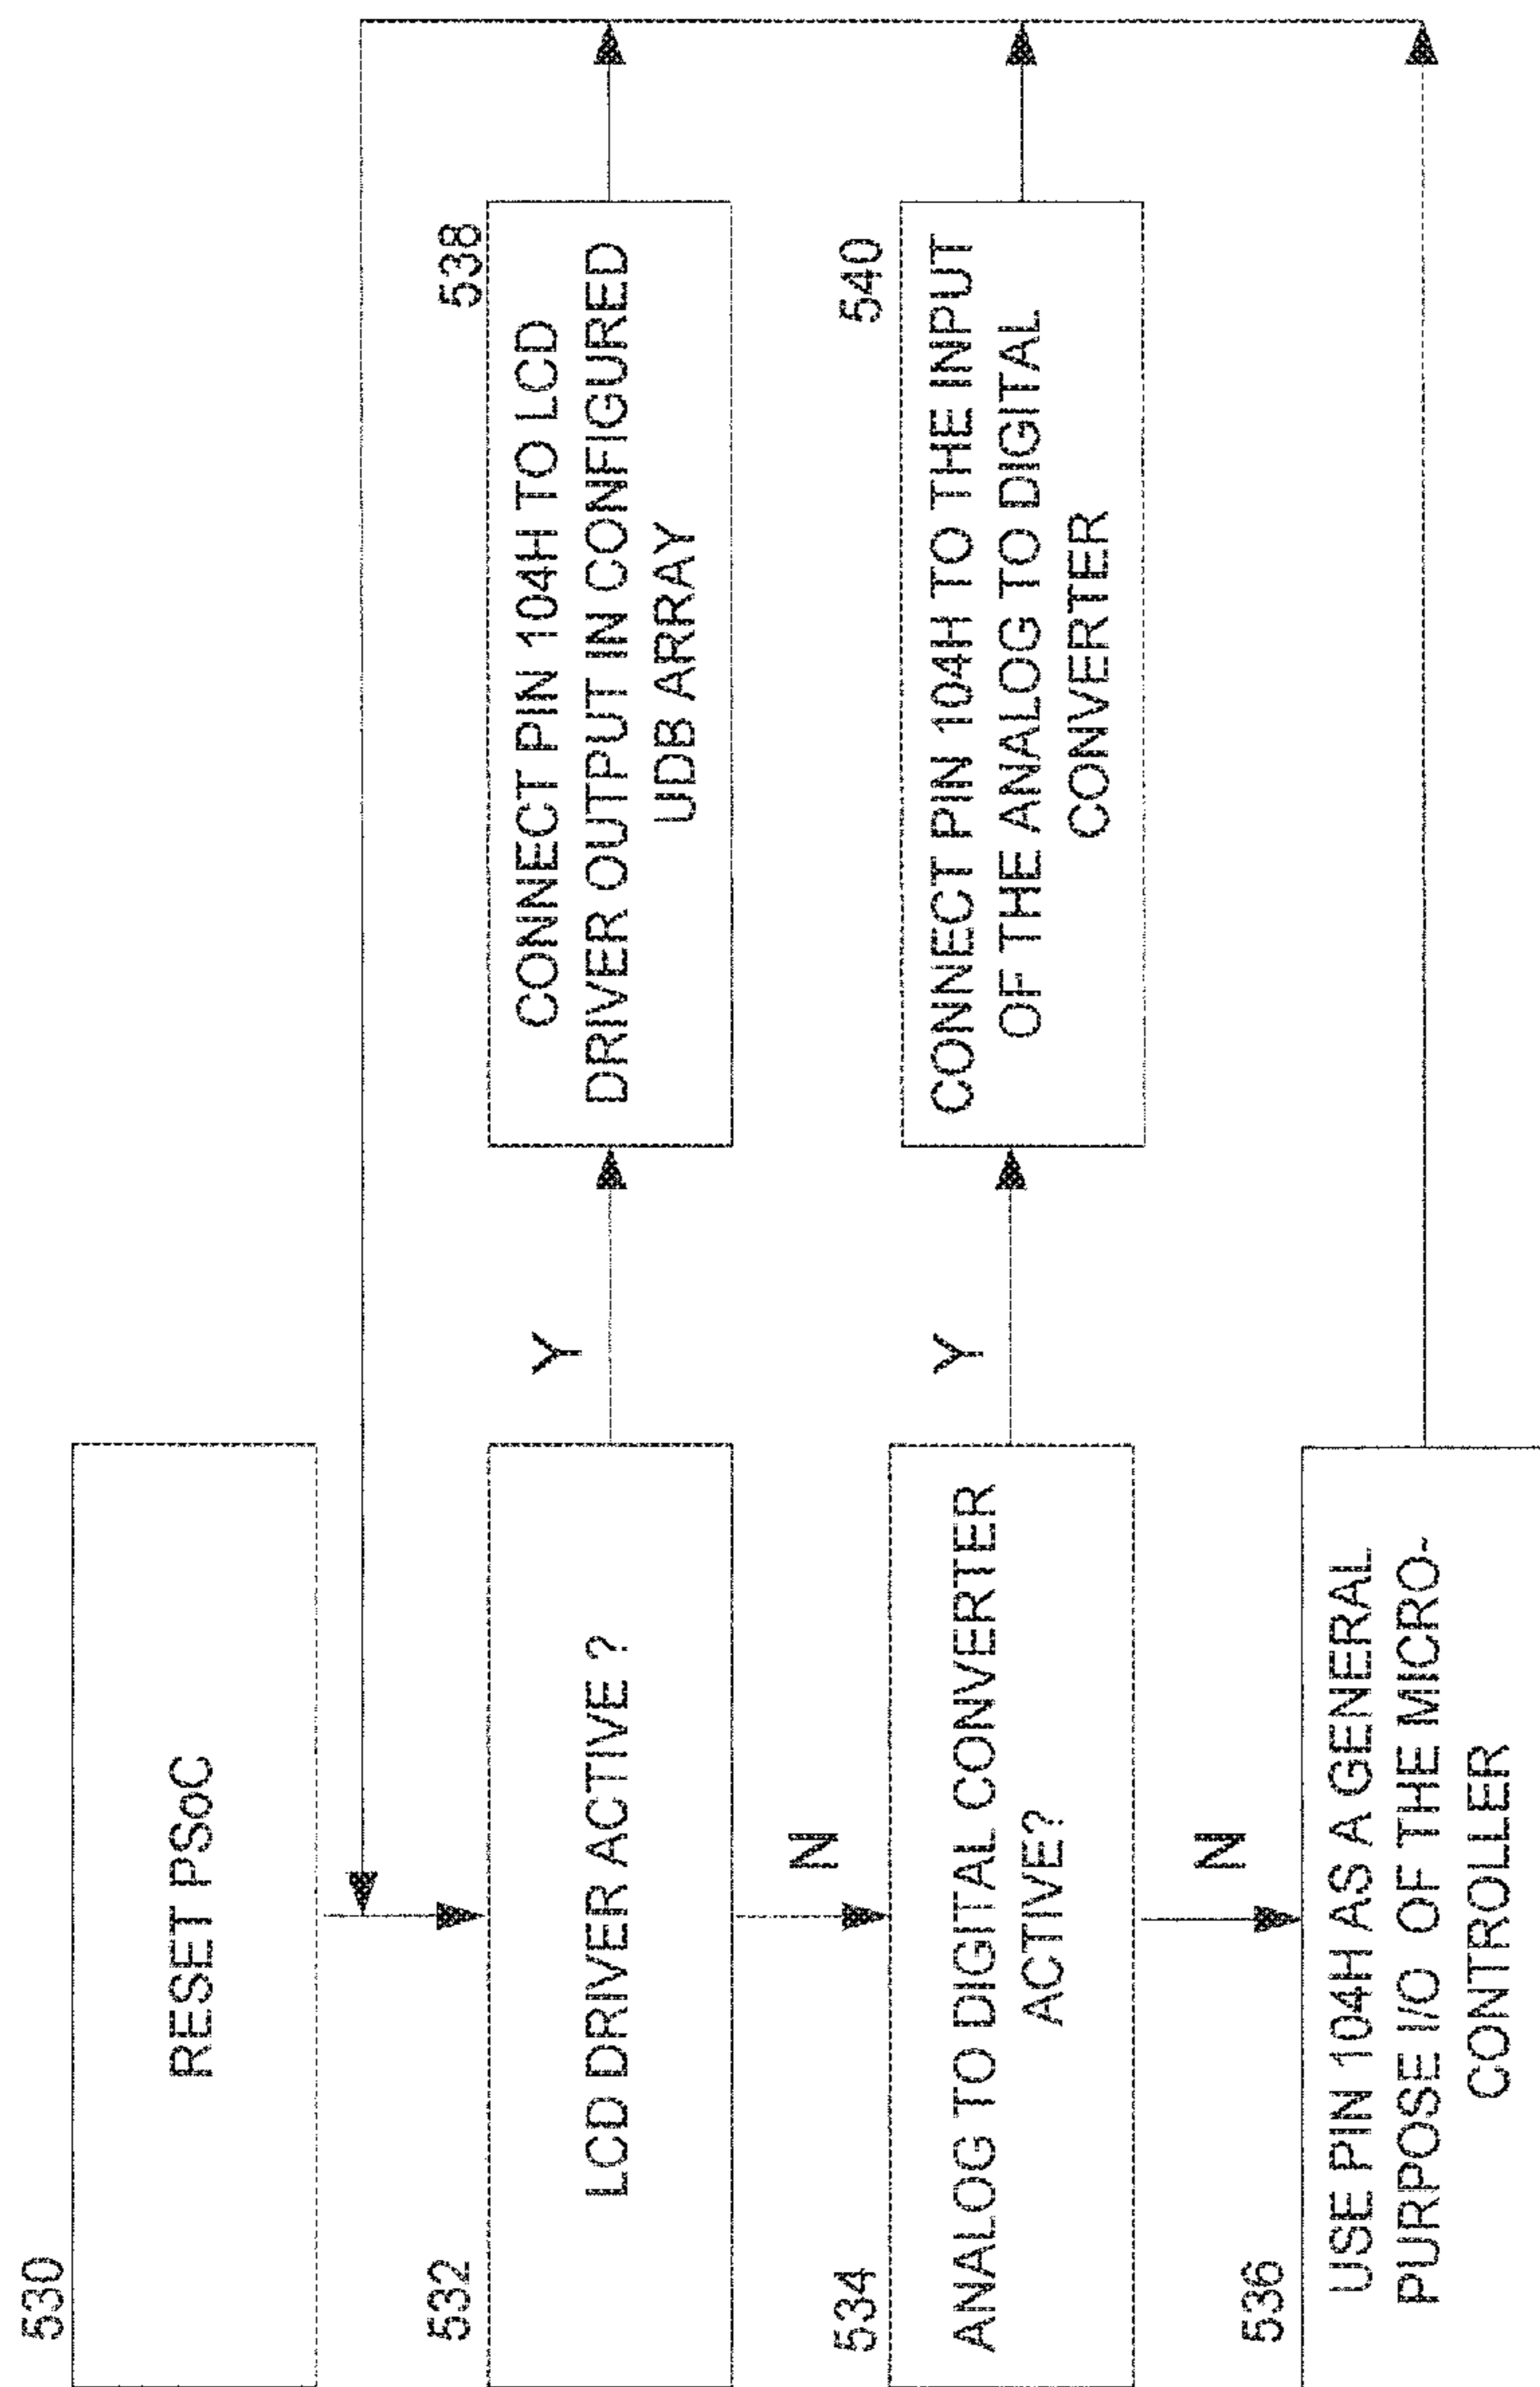 530
RESET PSoC
532
LCD DRIVER ACTIVE ?
Y
538
CONNECT PIN 104H TO LCD
DRIVER OUTPUT IN CONFIGURED
UDB ARRAY
N
534
ANALOG TO DIGITAL CONVERTER
ACTIVE?
Y
540
CONNECT PIN 104H TO THE INPUT
OF THE ANALOG TO DIGITAL
CONVERTER
N
536
USE PIN 104H AS A GENERAL
PURPOSE I/O OF THE MICRO-
CONTROLLER